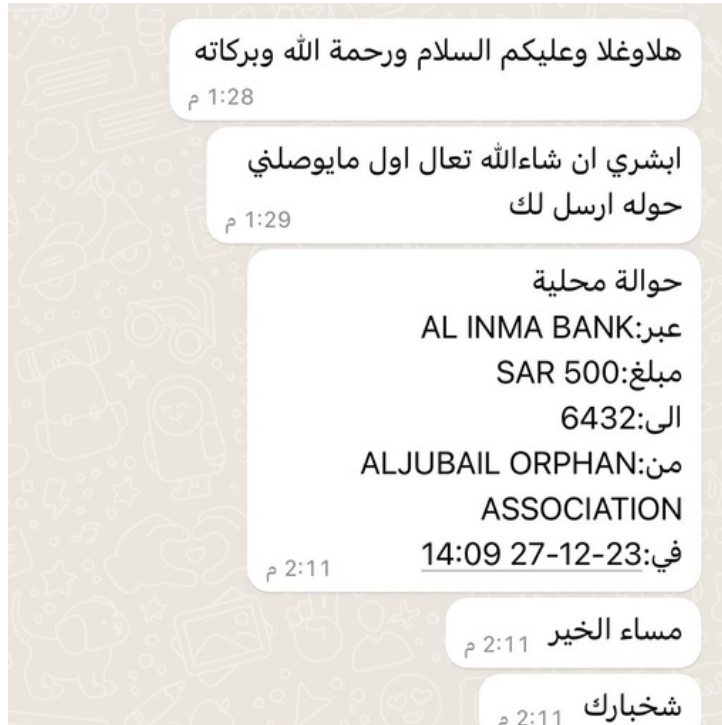 هلاوغلا وعليكم السلام ورحمة الله وبركاته
1:28 م
ابشري ان شاءالله تعال اول مايوصلني
حوله ارسل لك
1:29 م
حوالة محلية
عبر:AL INMA BANK
مبلغ:SAR 500
الى:6432
من:ALJUBAIL ORPHAN
ASSOCIATION
في:23-12-27 14:09
2:11 م
مساء الخير 2:11 م
شخبارك 2:11 م